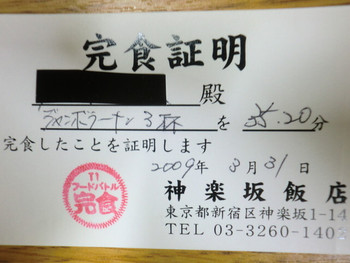 完食証明
殿
ジャンボラーメン3杯を35.20分
完食したことを証明します
2009年3月31日
T1
フードバトル
完食
神楽坂飯店
東京都新宿区神楽坂1-14
TEL 03-3260-1402